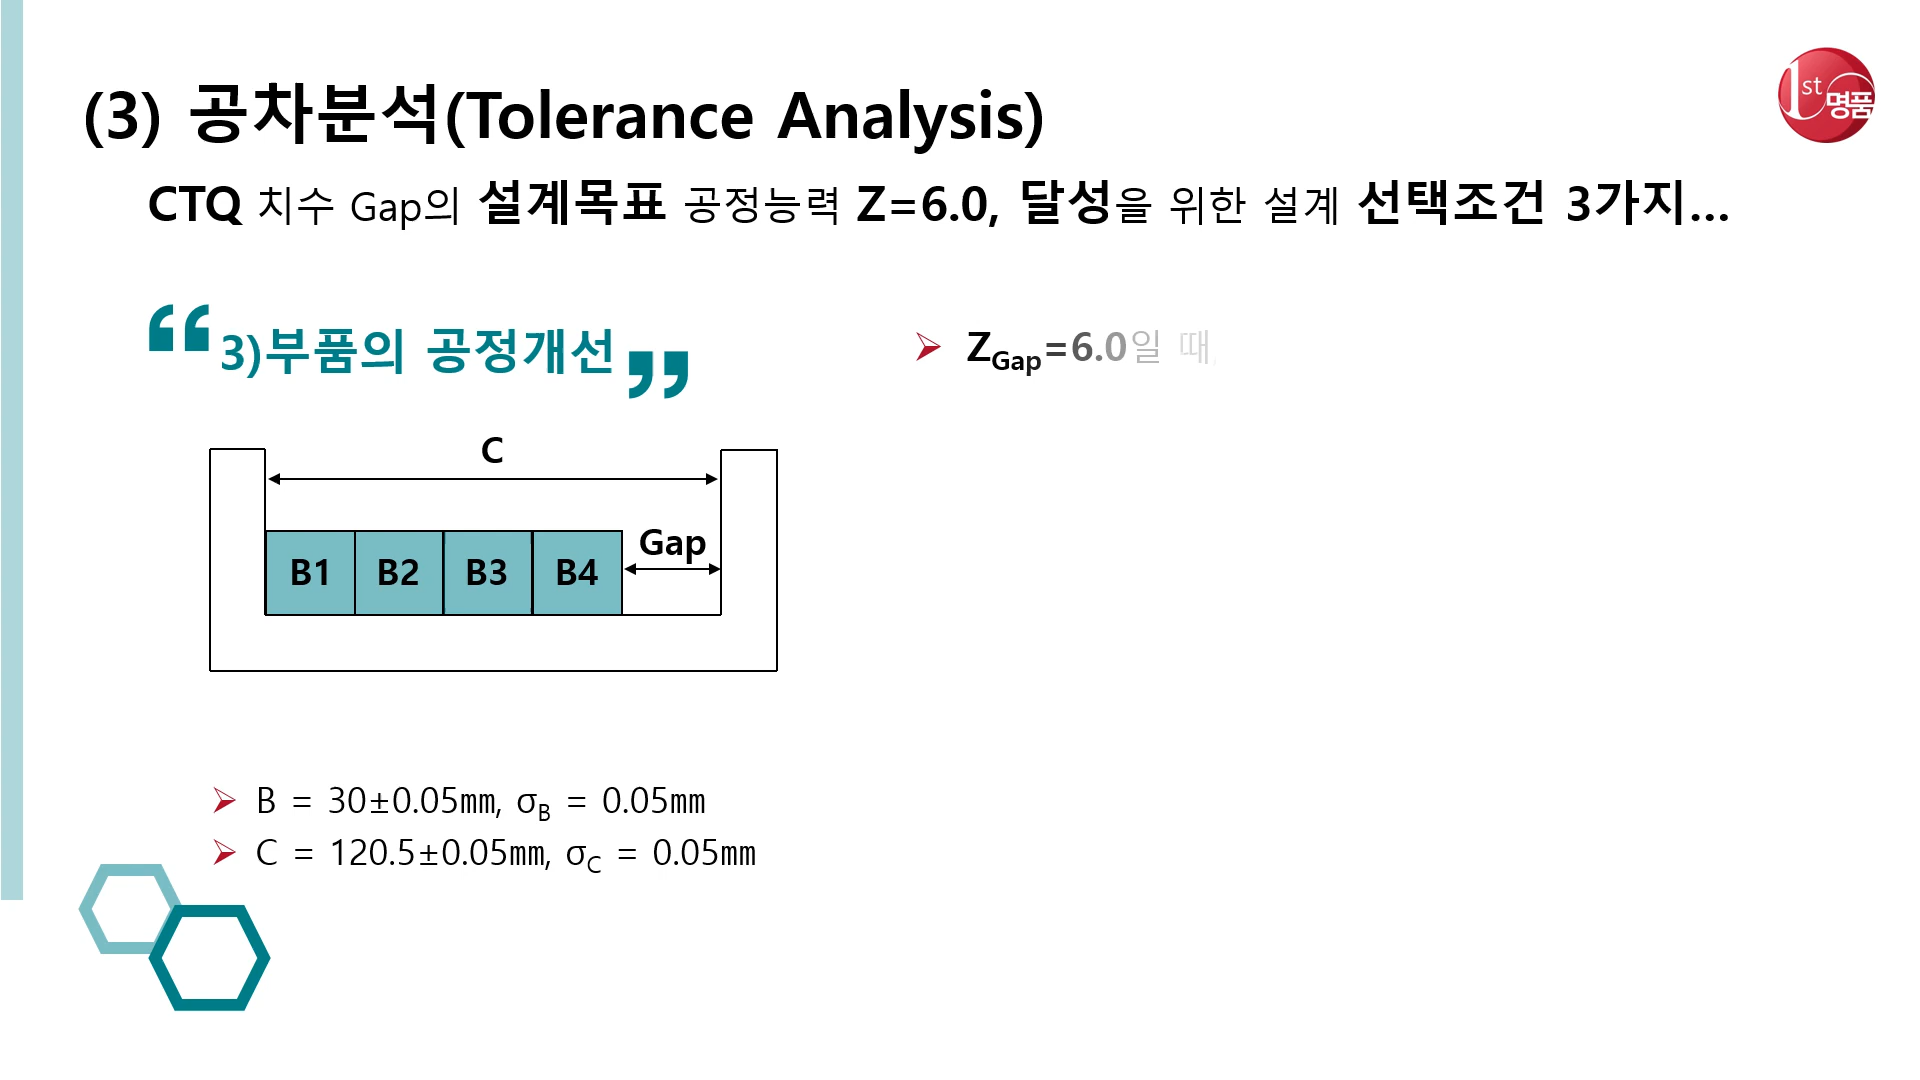 (3) 공차분석(Tolerance Analysis)
1st 명품
CTQ 치수 Gap의 설계목표 공정능력 Z=6.0, 달성을 위한 설계 선택조건 3가지...
“3)부품의 공정개선”
➢ ZGap=6.0일 때
C
Gap
B1 B2 B3 B4
➢ B = 30±0.05㎜, σB = 0.05㎜
➢ C = 120.5±0.05㎜, σC = 0.05㎜